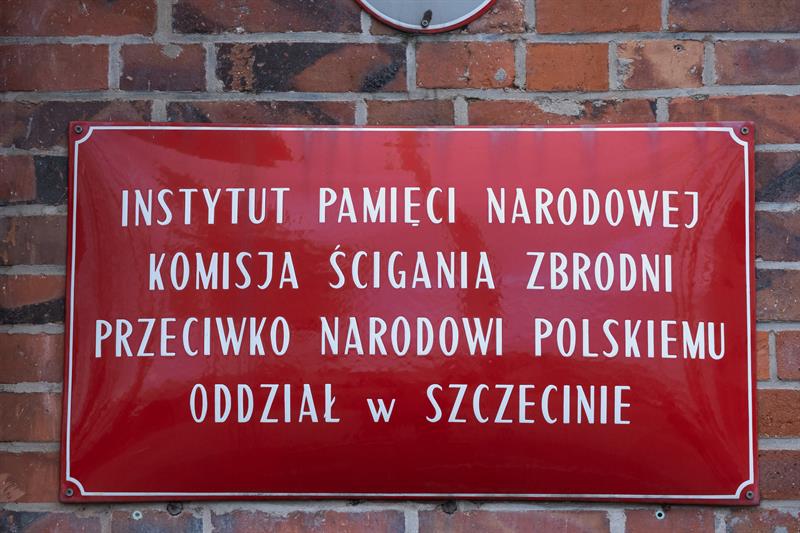 INSTYTUT PAMIĘCI NARODOWEJ
KOMISJA ŚCIGANIA ZBRODNI
PRZECIWKO NARODOWI POLSKIEMU
ODDZIAŁ w SZCZECINIE